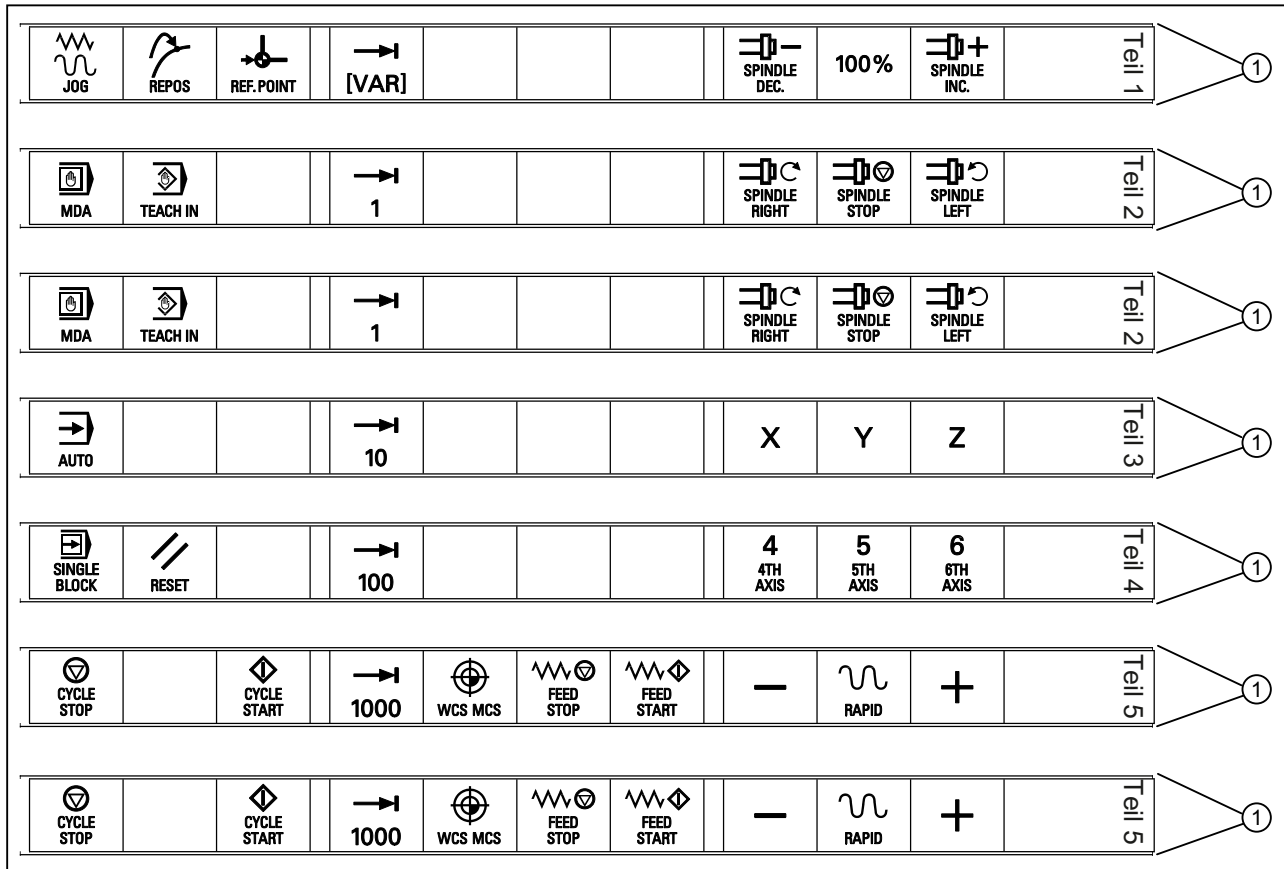 JOG
REPOS
REF. POINT
[VAR]
SPINDLE
DEC.
100%
SPINDLE
INC.
Teil 1
1
MDA
TEACH IN
1
SPINDLE
RIGHT
SPINDLE
STOP
SPINDLE
LEFT
Teil 2
1
MDA
TEACH IN
1
SPINDLE
RIGHT
SPINDLE
STOP
SPINDLE
LEFT
Teil 2
1
AUTO
10
X
Y
Z
Teil 3
1
SINGLE
BLOCK
RESET
100
4
4TH
AXIS
5
5TH
AXIS
6
6TH
AXIS
Teil 4
1
CYCLE
STOP
CYCLE
START
1000
WCS MCS
FEED
STOP
FEED
START
−
RAPID
+
Teil 5
1
CYCLE
STOP
CYCLE
START
1000
WCS MCS
FEED
STOP
FEED
START
−
RAPID
+
Teil 5
1